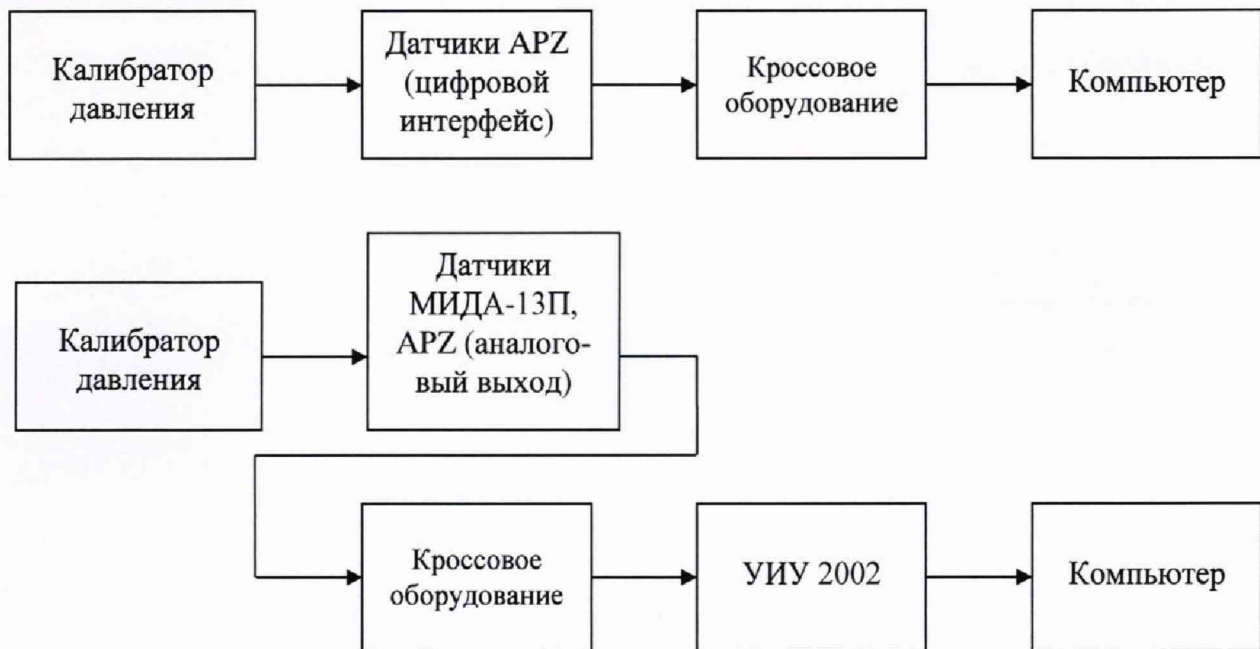 Калибратор
давления
Датчики APZ
(цифровой
интерфейс)
Кроссовое
оборудование
Компьютер
Калибратор
давления
Датчики
МИДА-13П,
APZ (аналого-
вый выход)
Кроссовое
оборудование
УИУ 2002
Компьютер